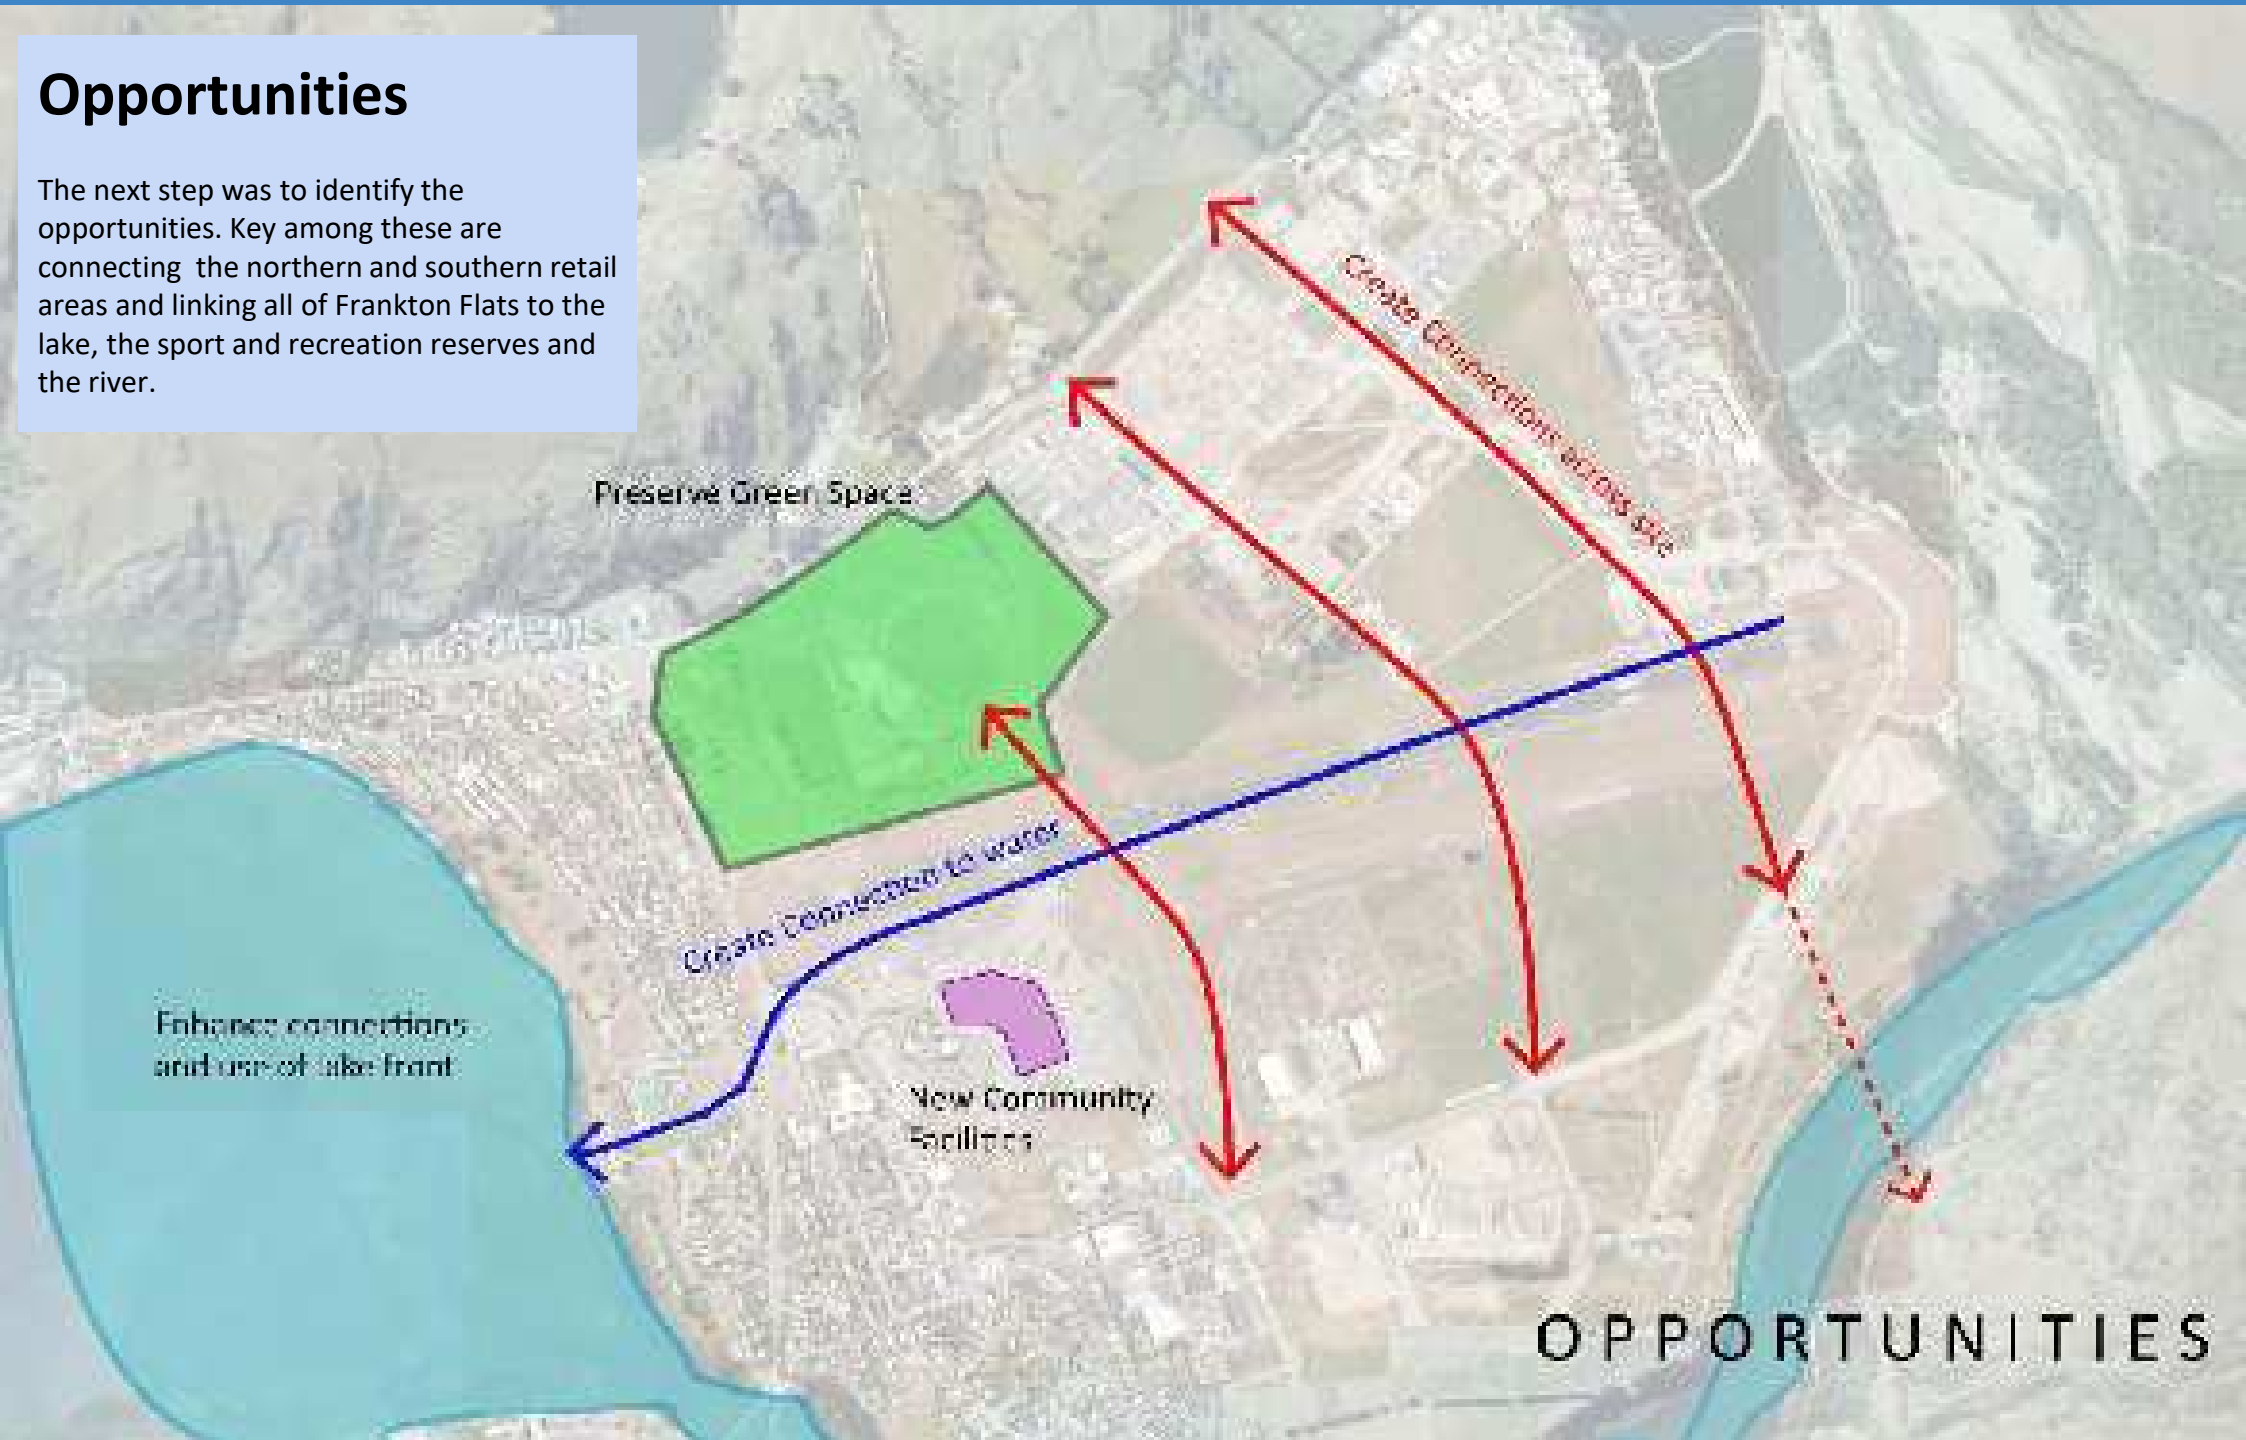 Opportunities
The next step was to identify the
opportunities. Key among these are
connecting the northern and southern retail
areas and linking all of Frankton Flats to the
lake, the sport and recreation reserves and
the river.
Create Connections across site
Preserve Green Space
Create connection to water
Enhance connections
and use of lake front
New Community
Facilities
OPPORTUNITIES